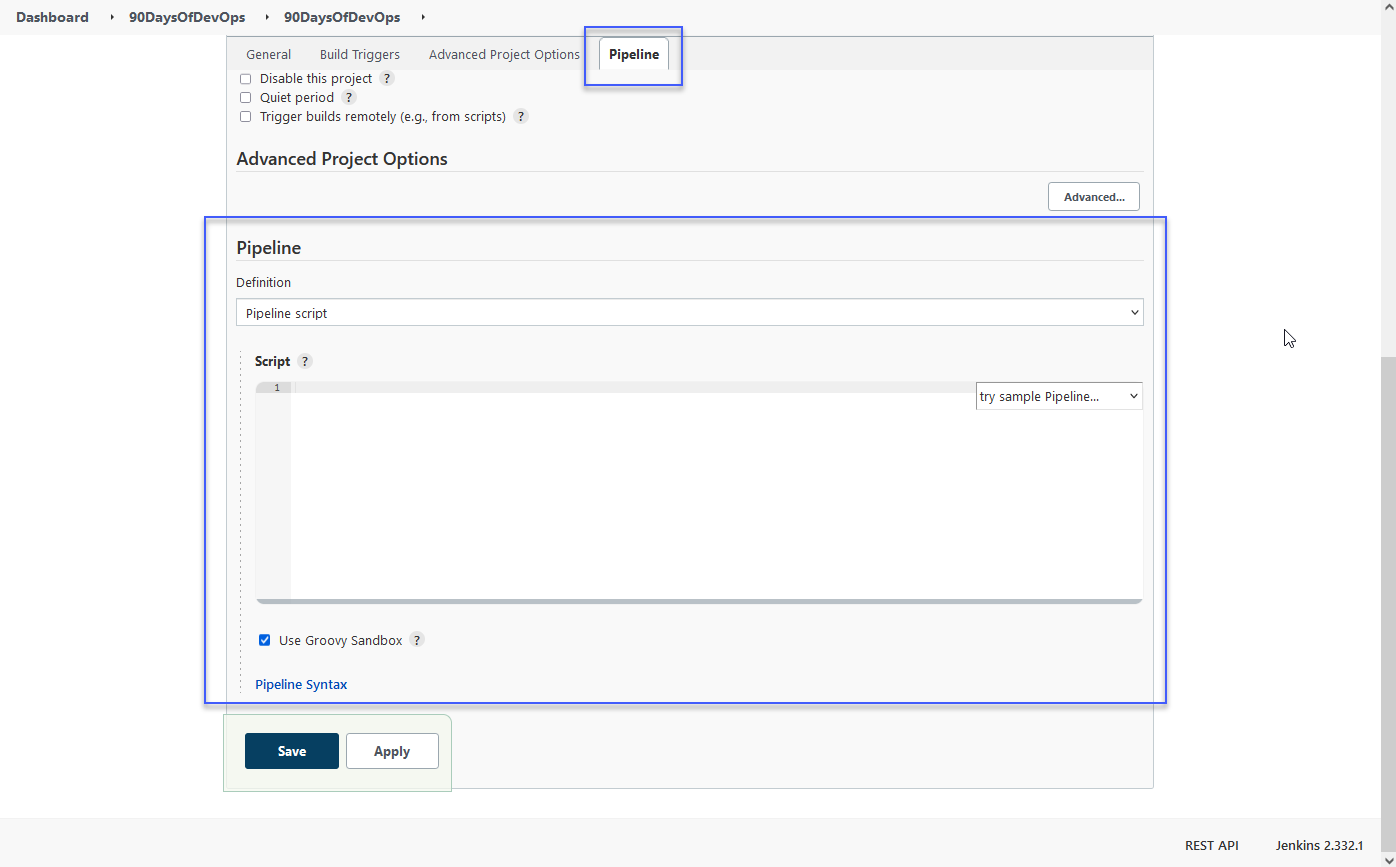 Dashboard 90DaysOfDevOps 90DaysOfDevOps
General Build Triggers Advanced Project Options Pipeline
Disable this project ?
Quiet period ?
Trigger builds remotely (e.g., from scripts) ?
Advanced Project Options
Advanced...
Pipeline
Definition
Pipeline script
Script ?
1
try sample Pipeline...
Use Groovy Sandbox ?
Pipeline Syntax
Save Apply
REST API Jenkins 2.332.1